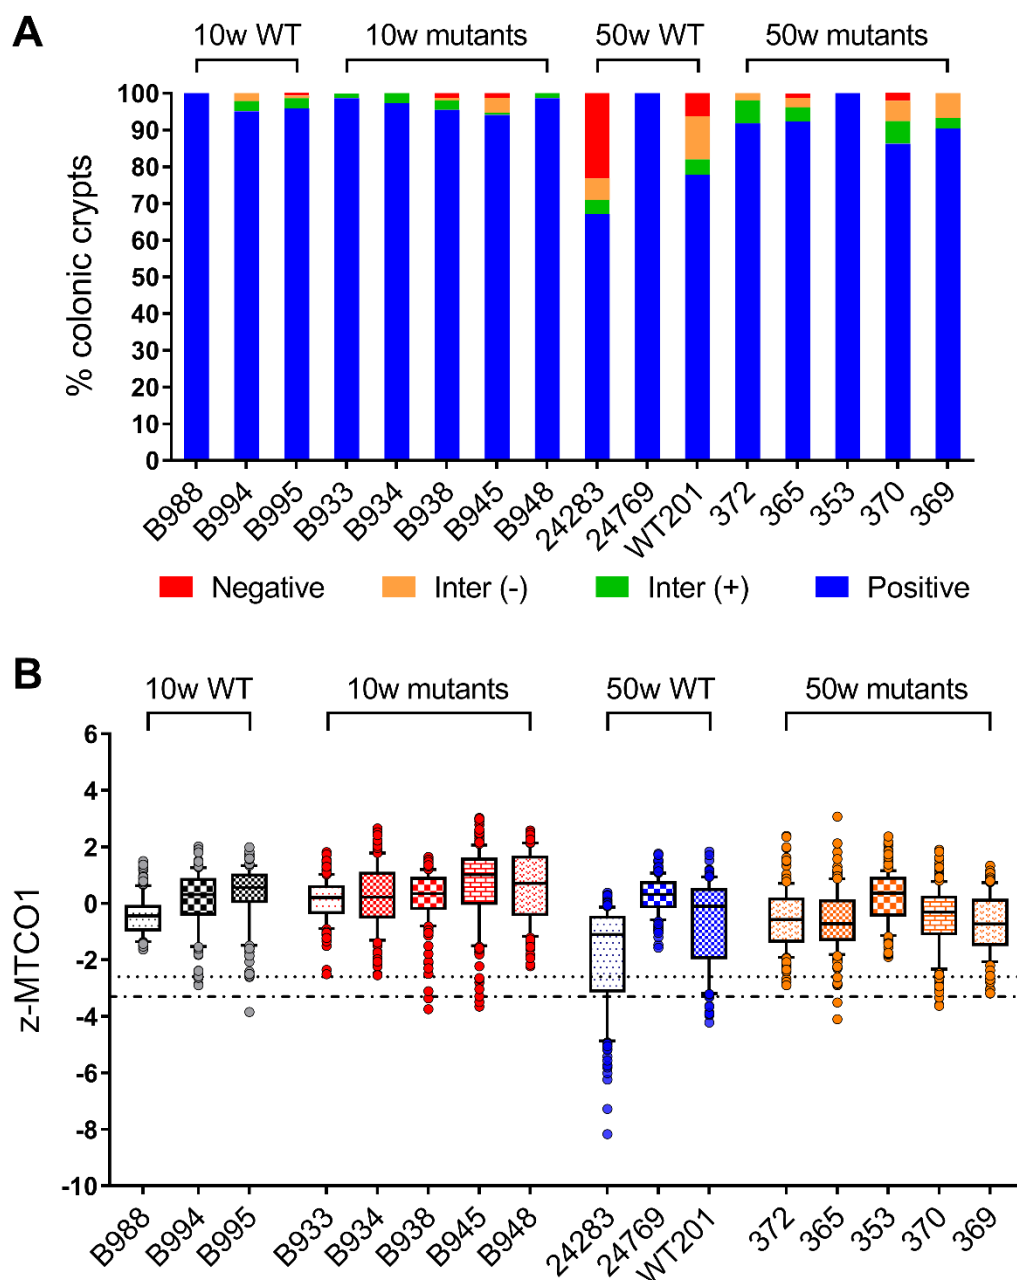 A
10w WT 10w mutants 50w WT 50w mutants
% colonic crypts
100
90
80
70
60
50
40
30
20
10
0
B988 B994 B995 B933 B934 B938 B945 B948 24283 24769 WT201 372 365 353 370 369
Negative Inter (-) Inter (+) Positive
B
10w WT 10w mutants 50w WT 50w mutants
z-MTCO1
6
4
2
0
-2
-4
-6
-8
-10
B988 B994 B995 B933 B934 B938 B945 B948 24283 24769 WT201 372 365 353 370 369